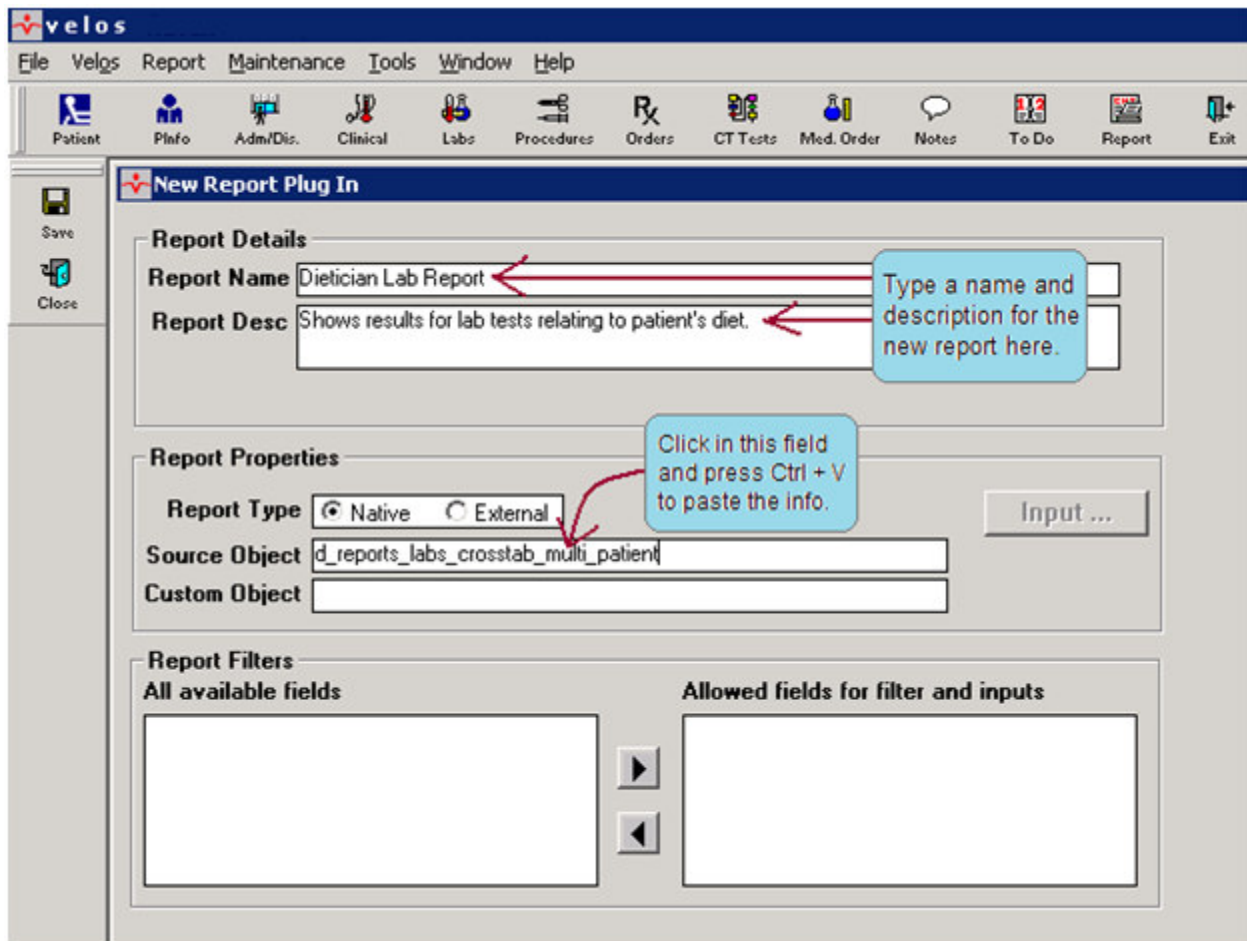 velos
File Velos Report Maintenance Tools Window Help
Patient PInfo Adm/Dis. Clinical Labs Procedures Orders CT Tests Med. Order Notes To Do Report Exit
New Report Plug In
Save
Close
Report Details
Report Name Dietician Lab Report
Report Desc Shows results for lab tests relating to patient's diet.
Type a name and
description for the
new report here.
Report Properties
Click in this field
and press Ctrl + V
to paste the info.
Report Type Native External
Input ...
Source Object d_reports_labs_crosstab_multi_patient
Custom Object
Report Filters
All available fields Allowed fields for filter and inputs